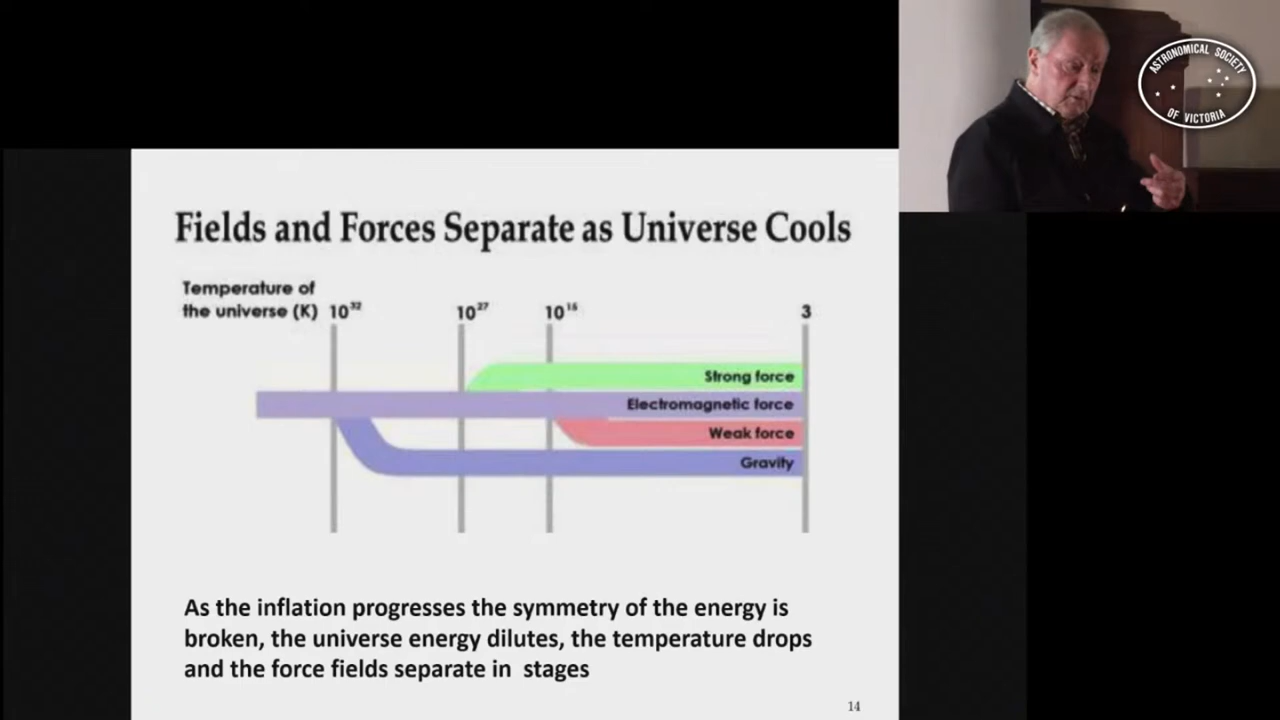 ASTRONOMICAL SOCIETY
OF VICTORIA
Fields and Forces Separate as Universe Cools
Temperature of
the universe (K) 10³² 10²⁷ 10¹⁵ 3
Strong force
Electromagnetic force
Weak force
Gravity
As the inflation progresses the symmetry of the energy is
broken, the universe energy dilutes, the temperature drops
and the force fields separate in stages
14